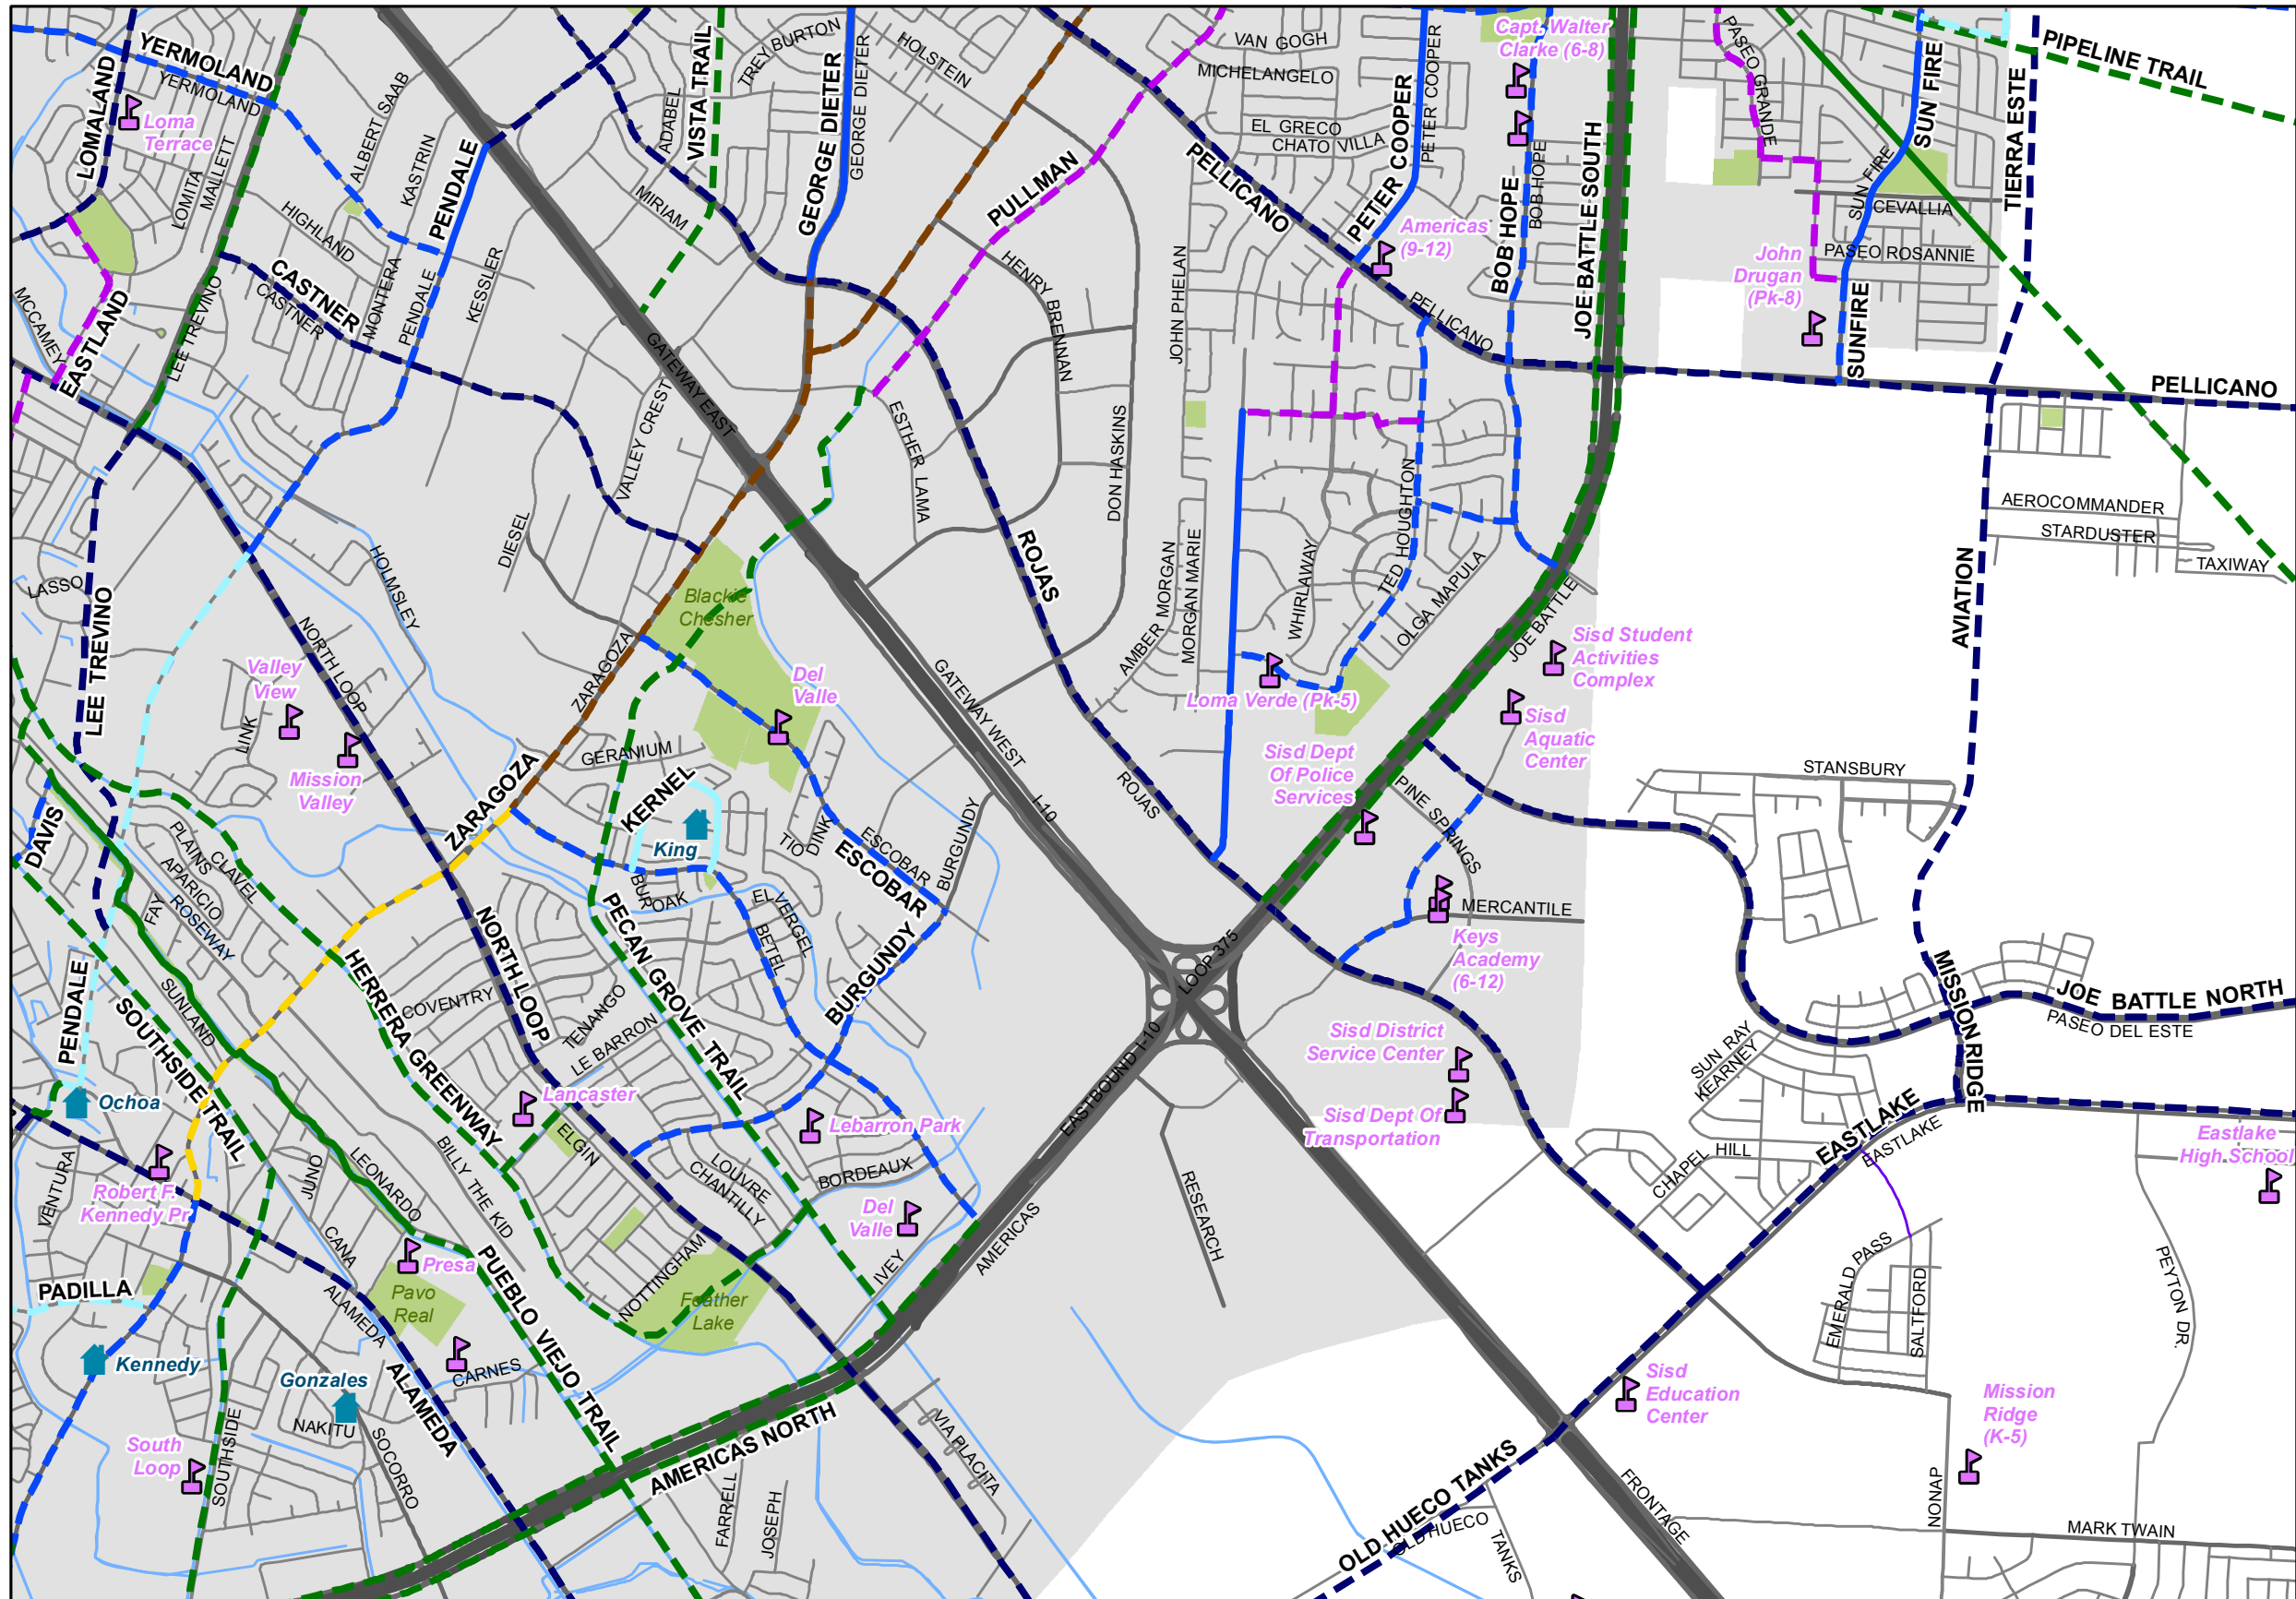 YERMOLAND
YERMOLAND
LOMALAND
Loma
Terrace
LOMITA
MALLETT
ALBERT SAAB
KASTRIN
HIGHLAND
PENDALE
PENDALE
MONTERA
KESSLER
CASTNER
CASTNER
MCCAMEY
EASTLAND
LEE TREVINO
VISTA TRAIL
TREY BURTON
ADABEL
MIRIAM
GEORGE DIETER
GEORGE DIETER
HOLSTEIN
PULLMAN
HENRY BRENNAN
VAN GOGH
MICHELANGELO
EL GRECO
CHATO VILLA
PELLICANO
PELLICANO
PETER COOPER
PETER COOPER
Capt. Walter
Clarke (6-8)
Americas
(9-12)
BOB HOPE
BOB HOPE
JOE BATTLE SOUTH
PASEO GRANDE
SUN FIRE
SUN FIRE
CEVALLIA
PASEO ROSANNIE
John
Drugan
(Pk-8)
SUNFIRE
TIERRA ESTE
PIPELINE TRAIL
PELLICANO
AEROCOMMANDER
STARDUSTER
TAXIWAY
AVIATION
GATEWAY EAST
VALLEY CREST
DIESEL
ESTHER LAMA
DON HASKINS
JOHN PHELAN
ROJAS
AMBER MORGAN
MORGAN MARIE
WHIRLAWAY
TED HOUGHTON
OLGA MAPULA
JOE BATTLE
Loma Verde (Pk-5)
Sisd Student
Activities
Complex
Sisd
Aquatic
Center
Sisd Dept
Of Police
Services
PINE SPRINGS
MERCANTILE
Keys
Academy
(6-12)
STANSBURY
LASSO
LEE TREVINO
HOLMSLEY
NORTH LOOP
Valley
View
LINK
Mission
Valley
Blackie
Chesher
ZARAGOZA
Del
Valle
GERANIUM
KERNEL
King
ZARAGOZA
TIO
DINK
ESCOBAR
ESCOBAR
BURGUNDY
GATEWAY WEST
I-10
ROJAS
DAVIS
PLAINS
CLAVEL
APARICIO
ROSEWAY
FAY
BUR
OAK
EL
VERGEL
BETEL
BURGUNDY
NORTH LOOP
PECAN GROVE TRAIL
COVENTRY
TENANGO
LE BARRON
HERRERA GREENWAY
SUNLAND
SOUTHSIDE TRAIL
PENDALE
Ochoa
LOOP 375
EASTBOUND 1-10
Sisd District
Service Center
Sisd Dept Of
Transportation
MISSION RIDGE
JOE BATTLE NORTH
PASEO DEL ESTE
SUN RAY
KEARNEY
EASTLAKE
EASTLAKE
CHAPEL HILL
Eastlake
High School
Lancaster
Lebarron Park
ELGIN
LOUVRE
CHANTILLY
BORDEAUX
Del
Valle
IVEY
AMERICAS
RESEARCH
VENTURA
Robert F.
Kennedy Pr
JUNO
LEONARDO
BILLY THE KID
CANA
Presa
Pavo
Real
PUEBLO VIEJO TRAIL
NOTTINGHAM
Feather
Lake
PADILLA
Kennedy
ALAMEDA
ALAMEDA
Gonzales
CARNES
NAKITU
SOCORRO
South
Loop
SOUTHSIDE
AMERICAS NORTH
FARRELL
JOSEPH
VIA PLACITA
EMERALD PASS
SALTFORD
PEYTON DR.
Sisd
Education
Center
Mission
Ridge
(K-5)
OLD HUECO TANKS
OLD HUECO
TANKS
FRONTAGE
NONAP
MARK TWAIN